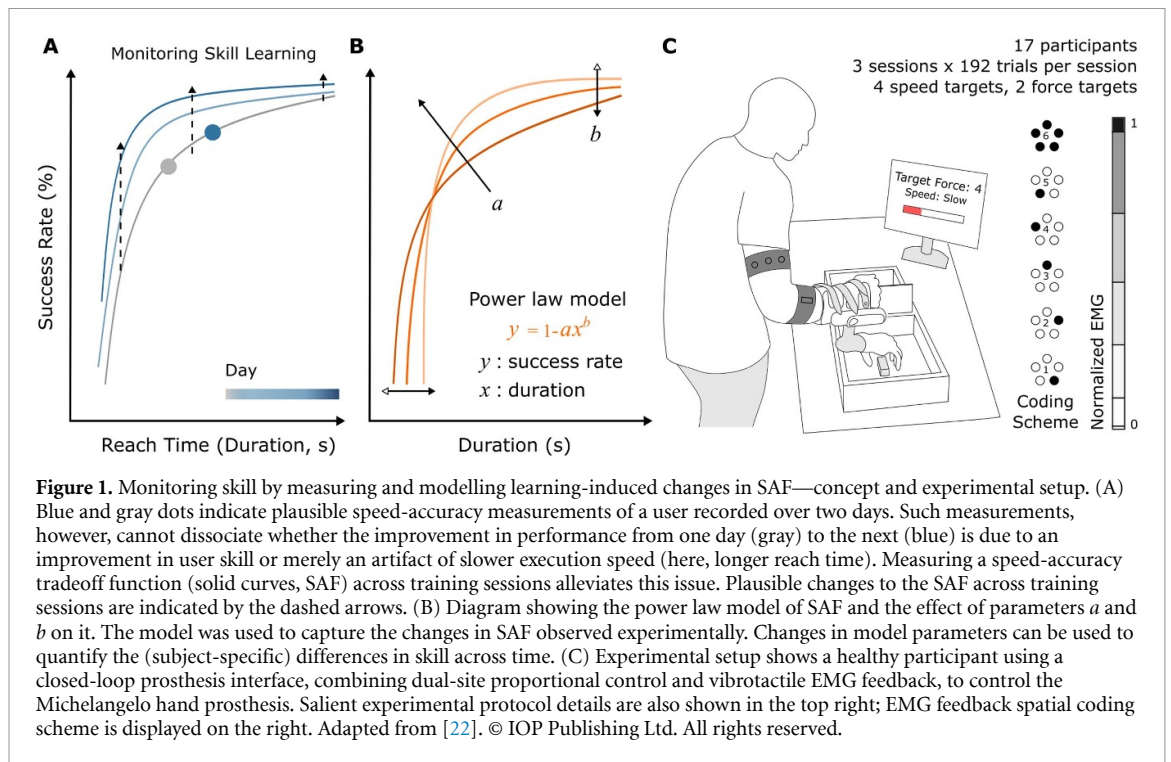 A
Monitoring Skill Learning
Success Rate (%)
Day
Reach Time (Duration, s)
B
a
b
Power law model
y = 1-ax^b
y : success rate
x : duration
Duration (s)
C
17 participants
3 sessions x 192 trials per session
4 speed targets, 2 force targets
Target Force: 4
Speed: Slow
6
5
4
3
2
1
Coding
Scheme
Normalized EMG
1
0
Figure 1. Monitoring skill by measuring and modelling learning-induced changes in SAF—concept and experimental setup. (A)
Blue and gray dots indicate plausible speed-accuracy measurements of a user recorded over two days. Such measurements,
however, cannot dissociate whether the improvement in performance from one day (gray) to the next (blue) is due to an
improvement in user skill or merely an artifact of slower execution speed (here, longer reach time). Measuring a speed-accuracy
tradeoff function (solid curves, SAF) across training sessions alleviates this issue. Plausible changes to the SAF across training
sessions are indicated by the dashed arrows. (B) Diagram showing the power law model of SAF and the effect of parameters a and
b on it. The model was used to capture the changes in SAF observed experimentally. Changes in model parameters can be used to
quantify the (subject-specific) differences in skill across time. (C) Experimental setup shows a healthy participant using a
closed-loop prosthesis interface, combining dual-site proportional control and vibrotactile EMG feedback, to control the
Michelangelo hand prosthesis. Salient experimental protocol details are also shown in the top right; EMG feedback spatial coding
scheme is displayed on the right. Adapted from [22]. © IOP Publishing Ltd. All rights reserved.